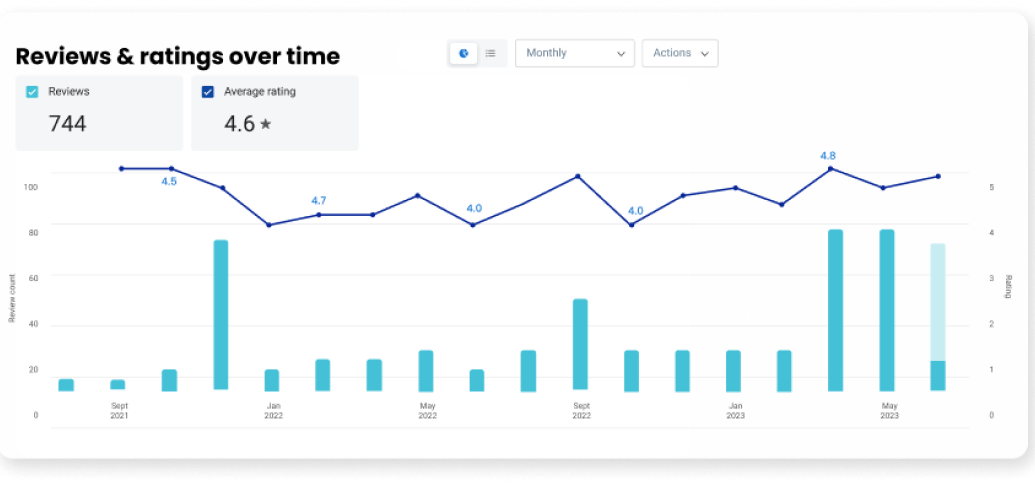 Reviews & ratings over time
Monthly
Actions
Reviews
744
Average rating
4.6 ★
4.5
4.7
4.0
4.0
4.8
100
80
60
40
20
0
Review count
5
4
3
2
1
0
Rating
Sept
2021
Jan
2022
May
2022
Sept
2022
Jan
2023
May
2023